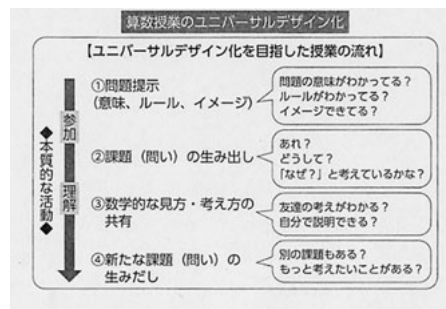 算数授業のユニバーサルデザイン化
【ユニバーサルデザイン化を目指した授業の流れ】
◆本質的な活動◆
参加
理解
①問題提示
(意味、ルール、イメージ)
問題の意味がわかってる?
ルールがわかってる?
イメージできてる?
②課題(問い)の生み出し
あれ?
どうして?
「なぜ?」と考えているかな?
③数学的な見方・考え方の
共有
友達の考えがわかる?
自分で説明できる?
④新たな課題(問い)の
生みだし
別の課題もある?
もっと考えたいことがある?